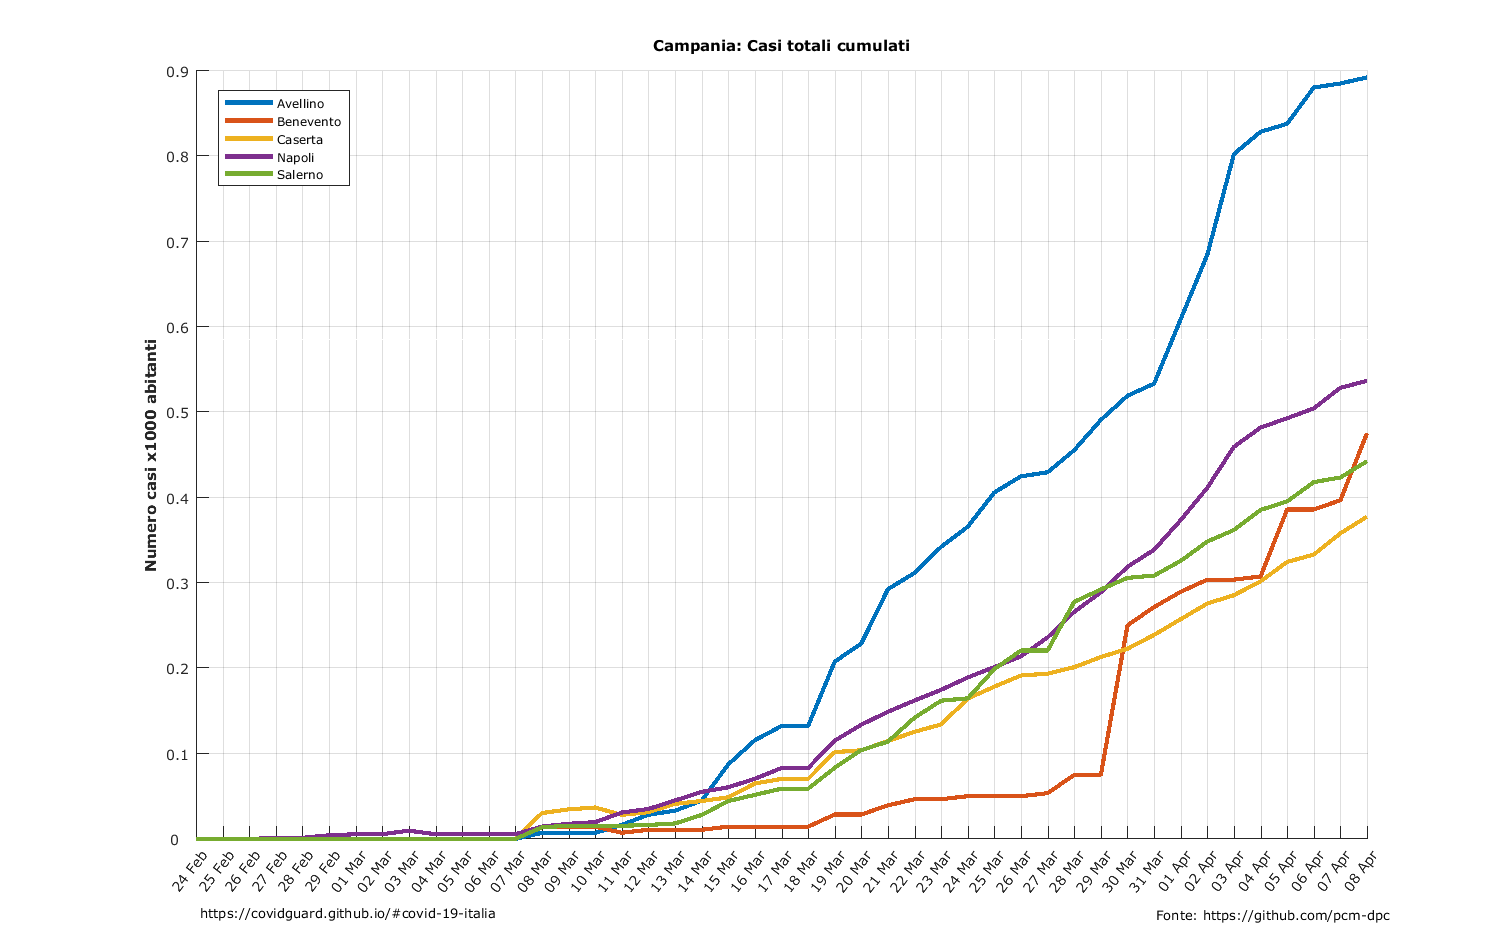 Campania: Casi totali cumulati
Numero casi x1000 abitanti
0.9
0.8
0.7
0.6
0.5
0.4
0.3
0.2
0.1
0
Avellino
Benevento
Caserta
Napoli
Salerno
24 Feb
25 Feb
26 Feb
27 Feb
28 Feb
29 Feb
01 Mar
02 Mar
03 Mar
04 Mar
05 Mar
06 Mar
07 Mar
08 Mar
09 Mar
10 Mar
11 Mar
12 Mar
13 Mar
14 Mar
15 Mar
16 Mar
17 Mar
18 Mar
19 Mar
20 Mar
21 Mar
22 Mar
23 Mar
24 Mar
25 Mar
26 Mar
27 Mar
28 Mar
29 Mar
30 Mar
31 Mar
01 Apr
02 Apr
03 Apr
04 Apr
05 Apr
06 Apr
07 Apr
08 Apr
https://covidguard.github.io/#covid-19-italia
Fonte: https://github.com/pcm-dpc